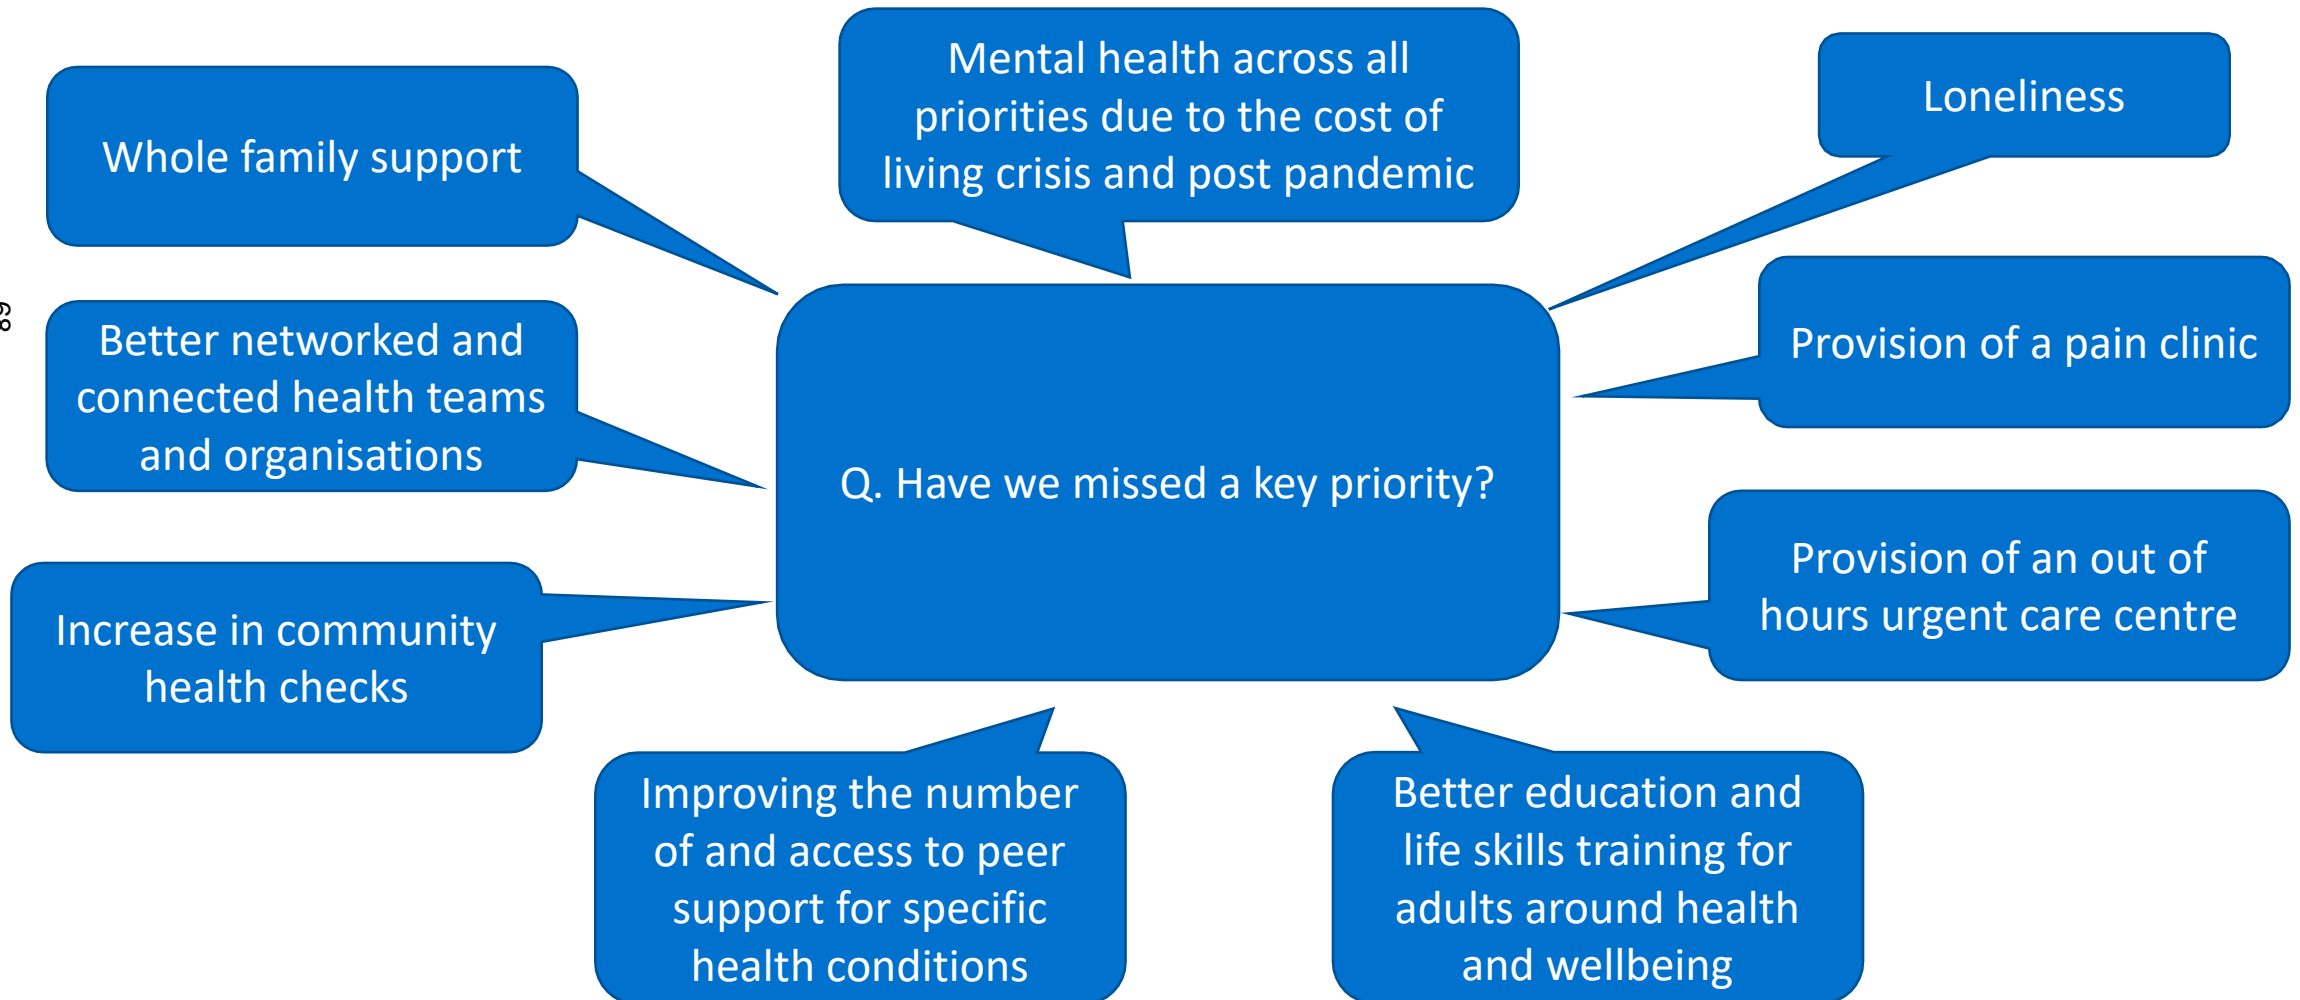 Mental health across all
priorities due to the cost of
living crisis and post pandemic
Loneliness
Whole family support
Better networked and
connected health teams
and organisations
Provision of a pain clinic
Q. Have we missed a key priority?
Provision of an out of
hours urgent care centre
Increase in community
health checks
Improving the number
of and access to peer
support for specific
health conditions
Better education and
life skills training for
adults around health
and wellbeing
89